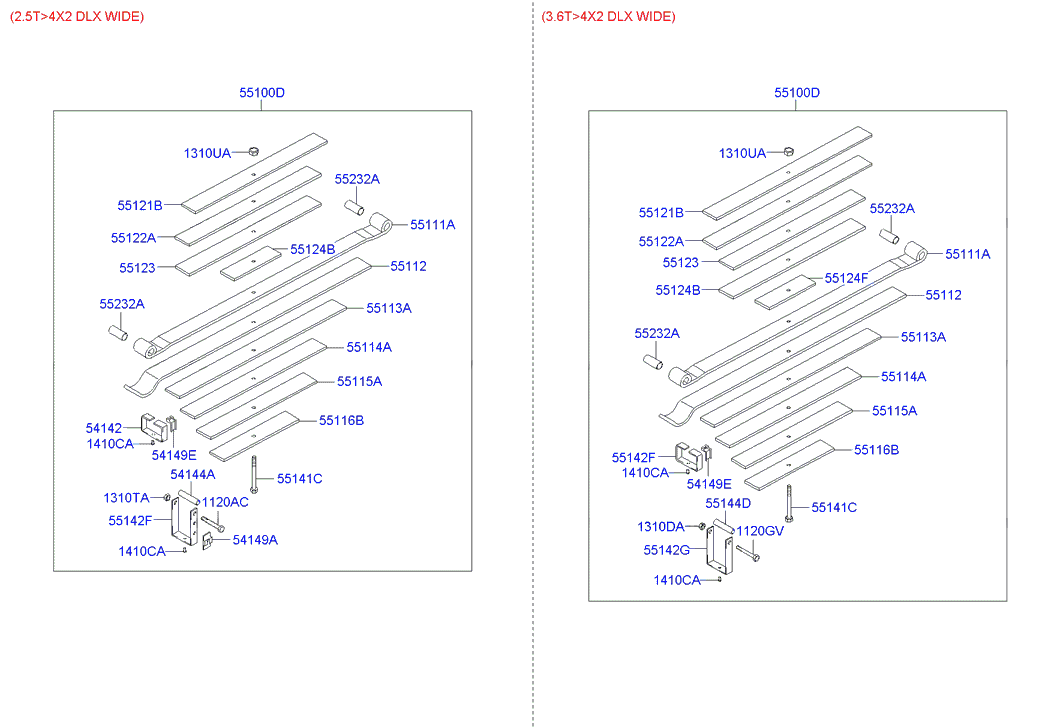 (2.5T>4X2 DLX WIDE)
55100D
1310UA
55232A
55121B
55111A
55122A
55124B
55123
55112
55232A
55113A
55114A
55115A
55116B
54142
1410CA
54149E
54144A
55141C
1310TA
1120AC
55142F
54149A
1410CA
(3.6T>4X2 DLX WIDE)
55100D
1310UA
55232A
55121B
55122A
55111A
55123
55124F
55124B
55112
55232A
55113A
55114A
55115A
55116B
55142F
1410CA
54149E
55144D
55141C
1310DA
1120GV
55142G
1410CA